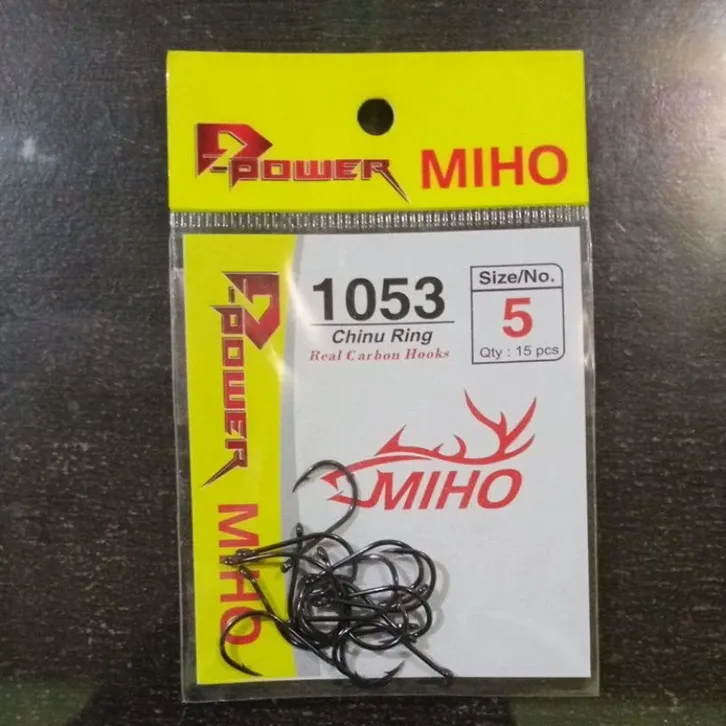 D-POWER MIHO
D-POWER MIHO
1053
Chinu Ring
Real Carbon Hooks
Size/No.
5
Qty : 15 pcs
MIHO